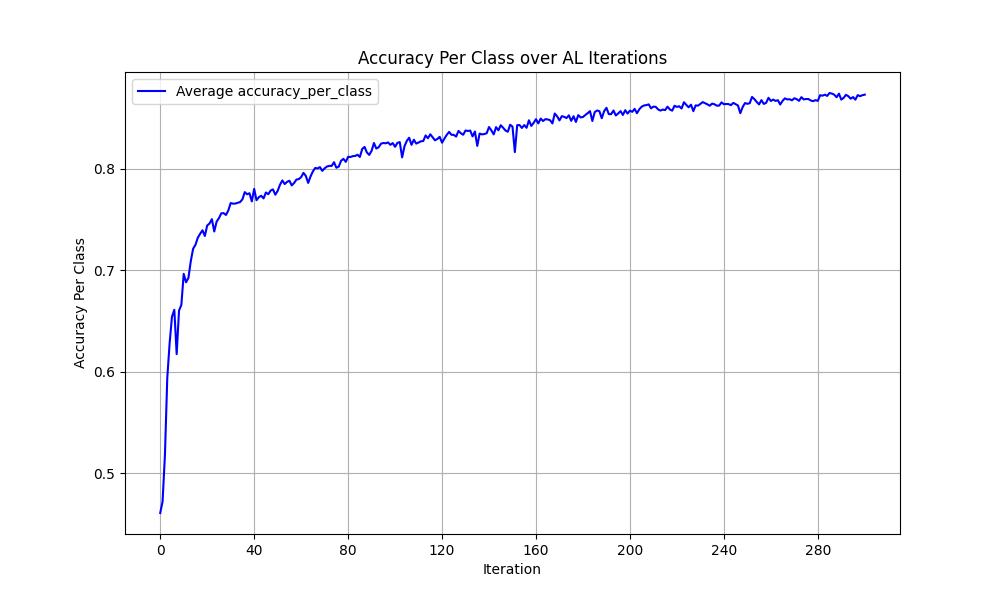 Accuracy Per Class over AL Iterations
Average accuracy_per_class
Accuracy Per Class
0.8
0.7
0.6
0.5
0 40 80 120 160 200 240 280
Iteration